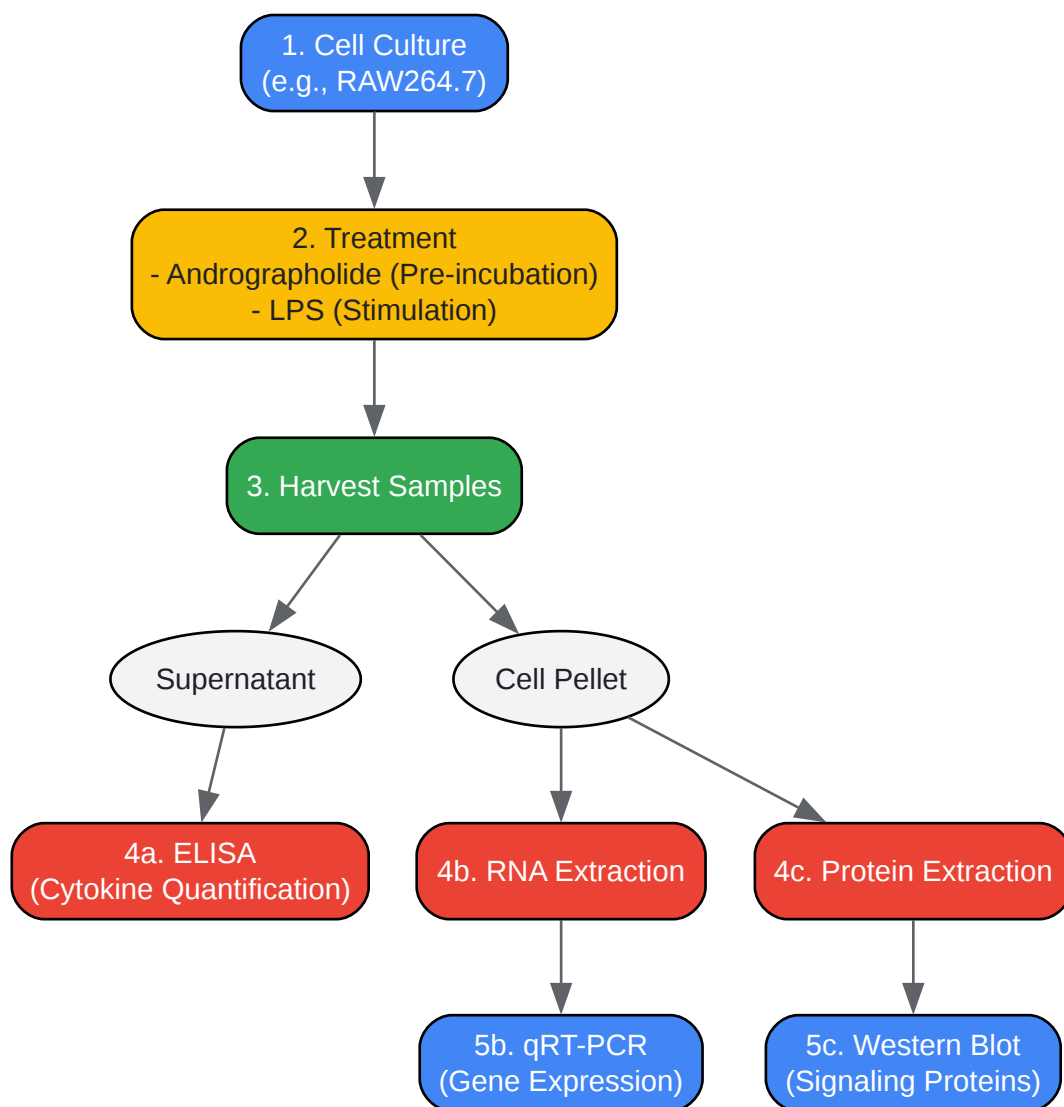 1. Cell Culture
(e.g., RAW264.7)
2. Treatment
- Andrographolide (Pre-incubation)
- LPS (Stimulation)
3. Harvest Samples
Supernatant
Cell Pellet
4a. ELISA
(Cytokine Quantification)
4b. RNA Extraction
4c. Protein Extraction
5b. qRT-PCR
(Gene Expression)
5c. Western Blot
(Signaling Proteins)